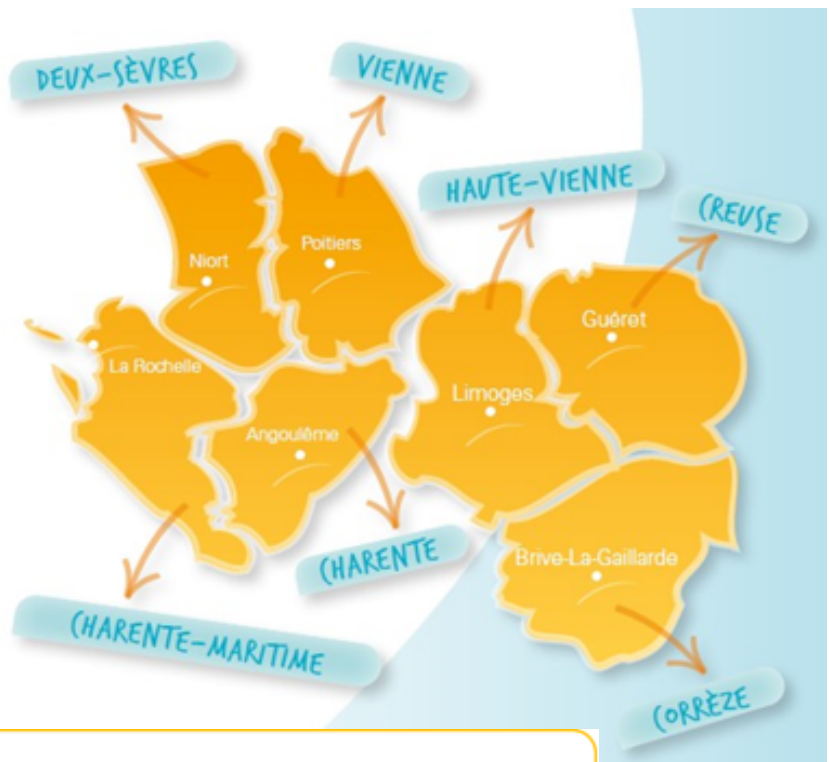 DEUX-SÈVRES
VIENNE
HAUTE-VIENNE
CREUSE
Niort
Poitiers
Guéret
La Rochelle
Limoges
Angoulême
CHARENTE
Brive-La-Gaillarde
CHARENTE-MARITIME
CORRÈZE